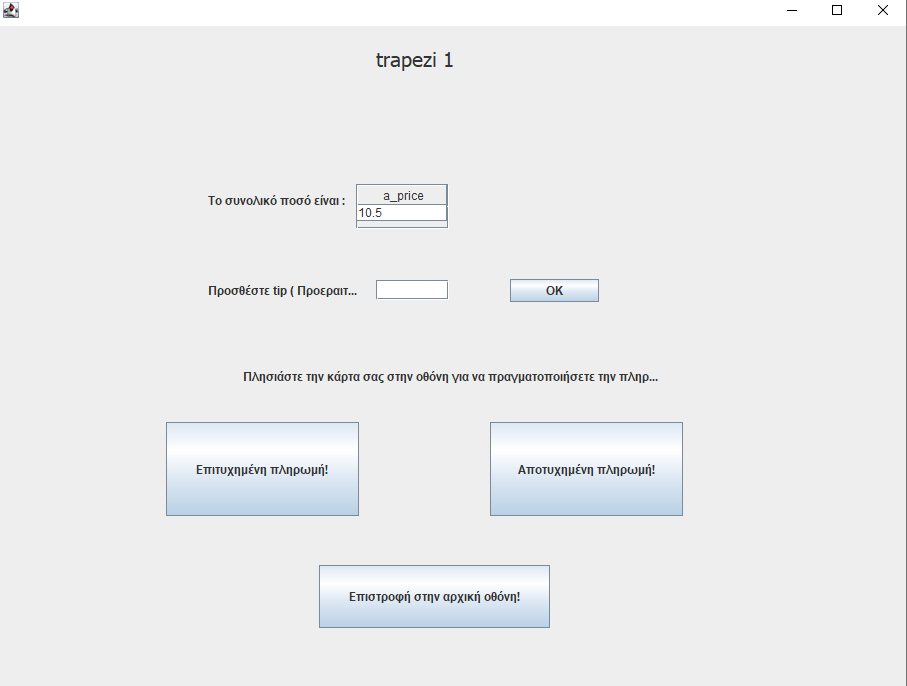 trapezi 1
Το συνολικό ποσό είναι :
a_price
10.5
Προσθέστε tip ( Προεραιτ...
OK
Πλησιάστε την κάρτα σας στην οθόνη για να πραγματοποιήσετε την πληρ...
Επιτυχημένη πληρωμή!
Αποτυχημένη πληρωμή!
Επιστροφή στην αρχική οθόνη!